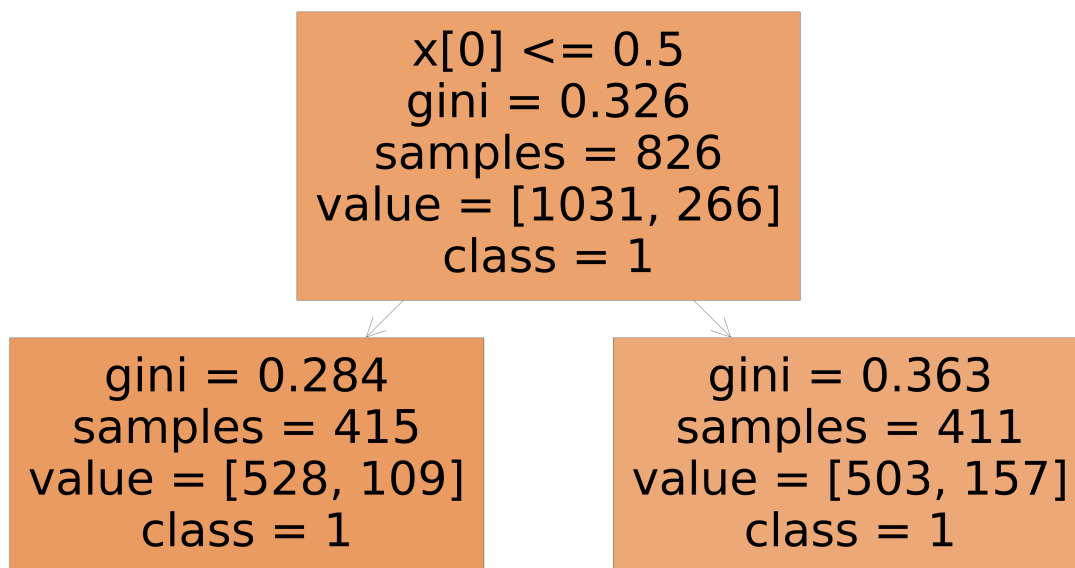 x[0] <= 0.5
gini = 0.326
samples = 826
value = [1031, 266]
class = 1
gini = 0.284
samples = 415
value = [528, 109]
class = 1
gini = 0.363
samples = 411
value = [503, 157]
class = 1